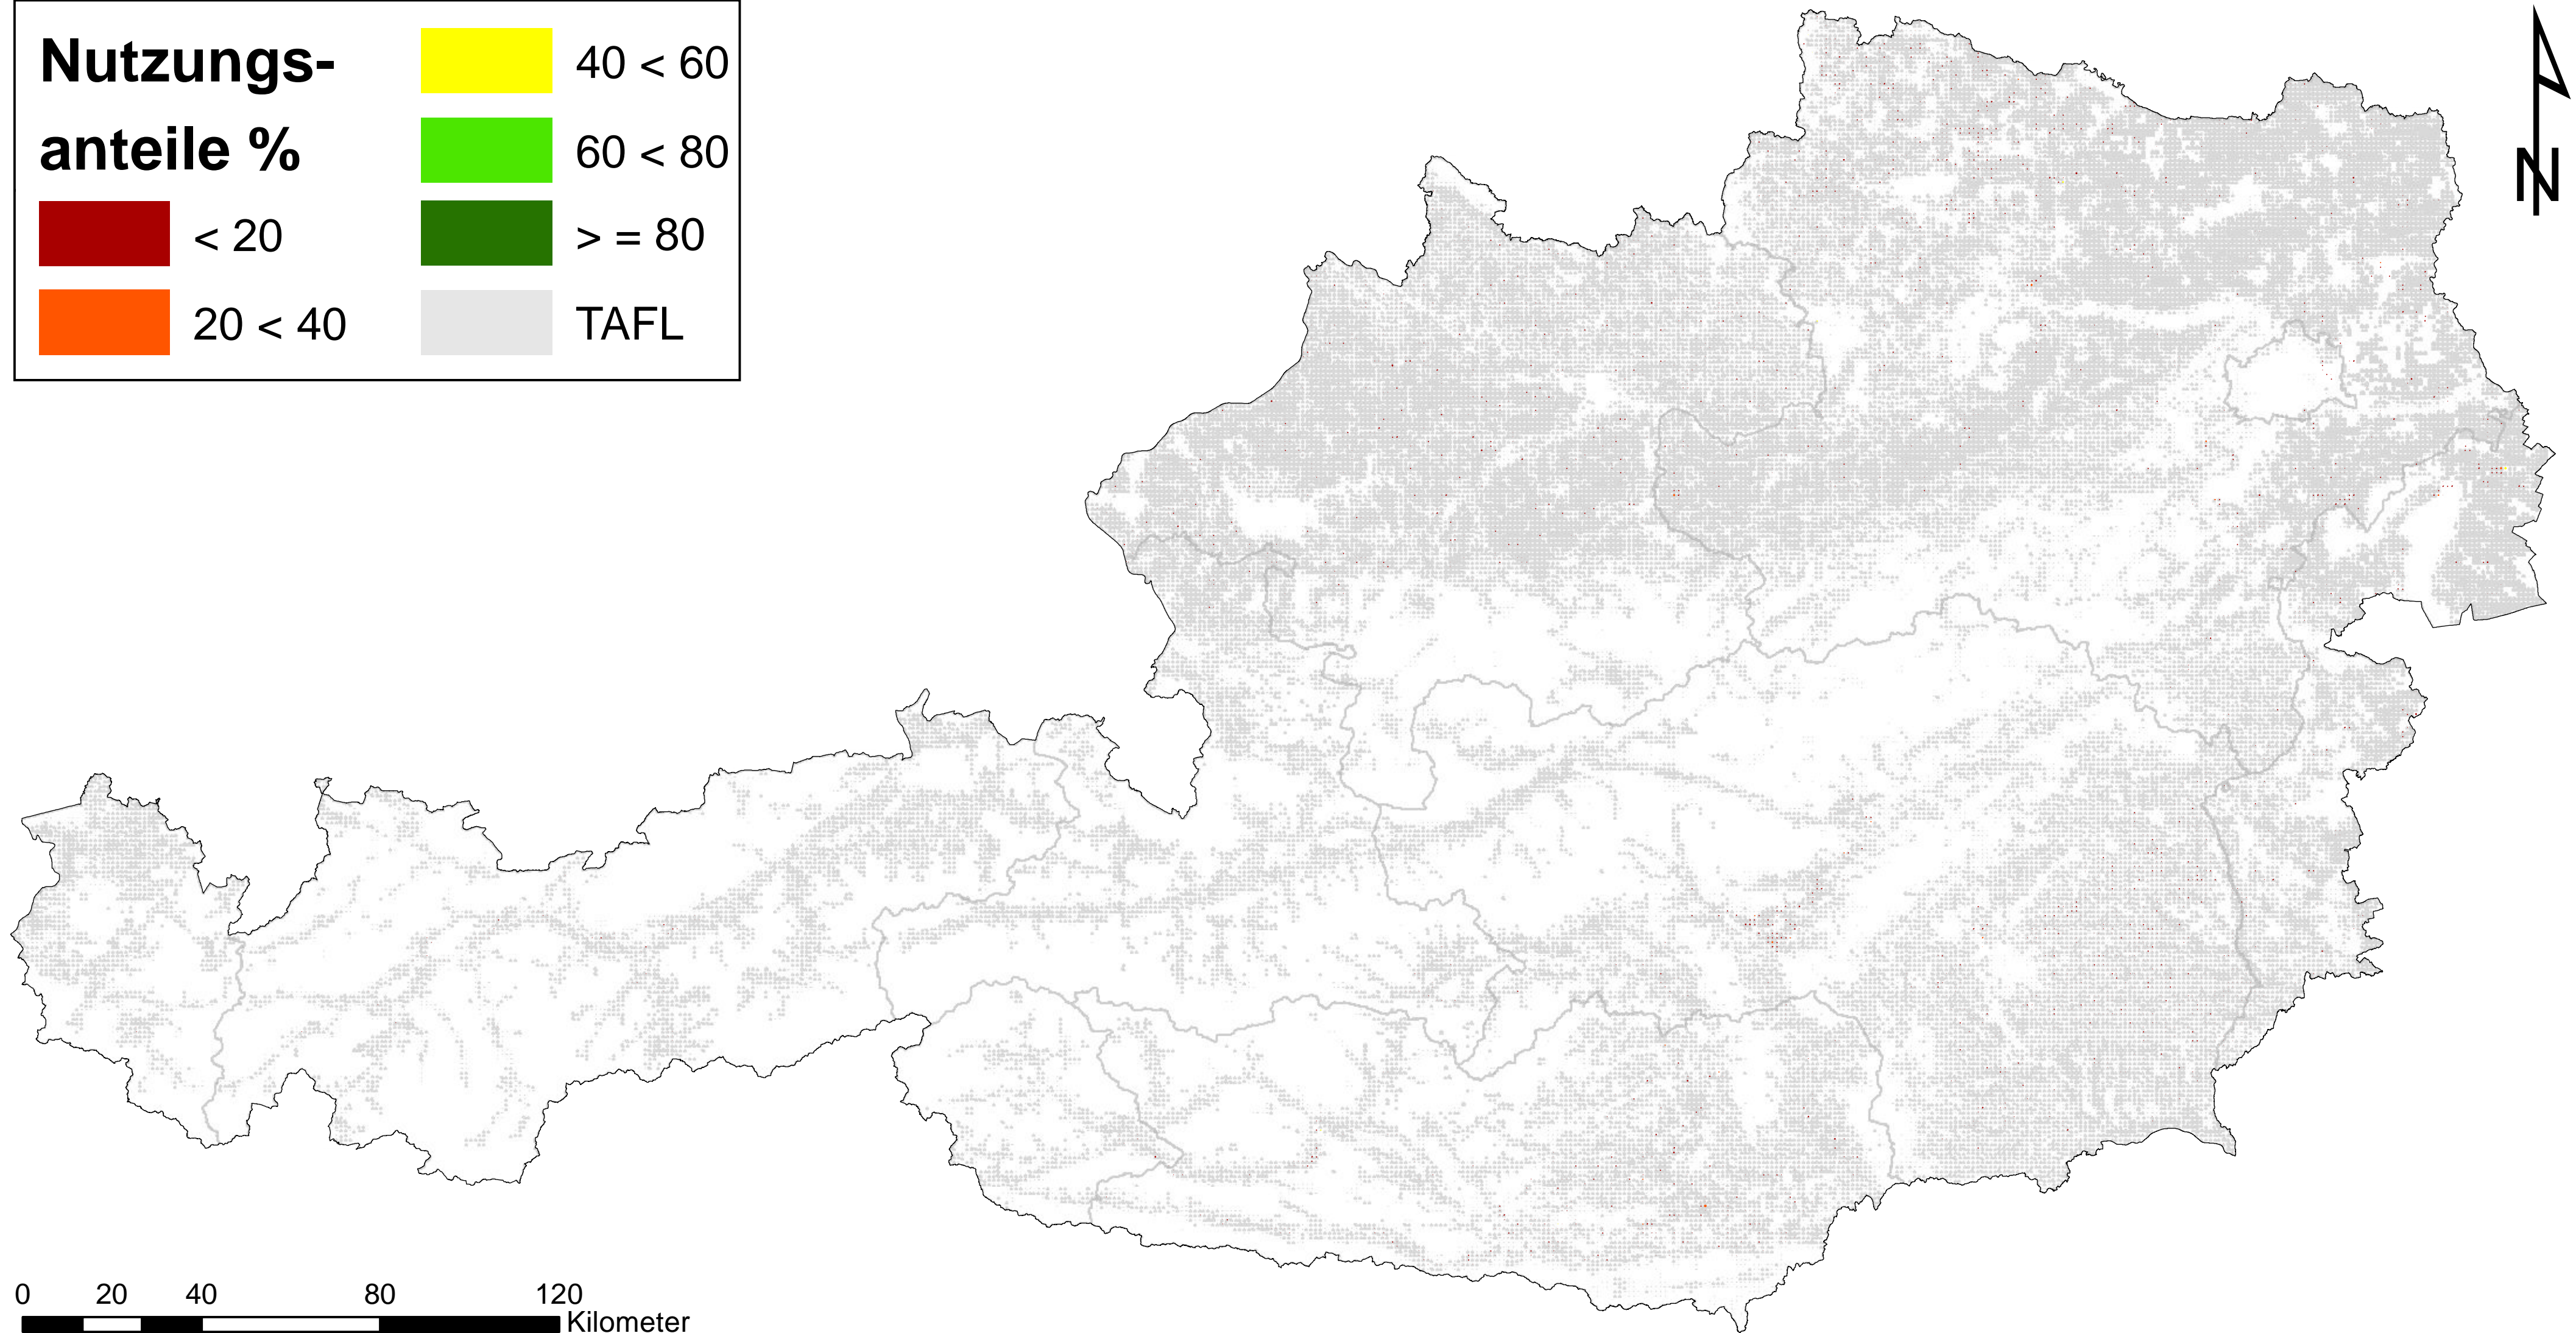 Nutzungs-
anteile %
< 20
20 < 40
40 < 60
60 < 80
> = 80
TAFL
N
0 20 40 80 120
Kilometer